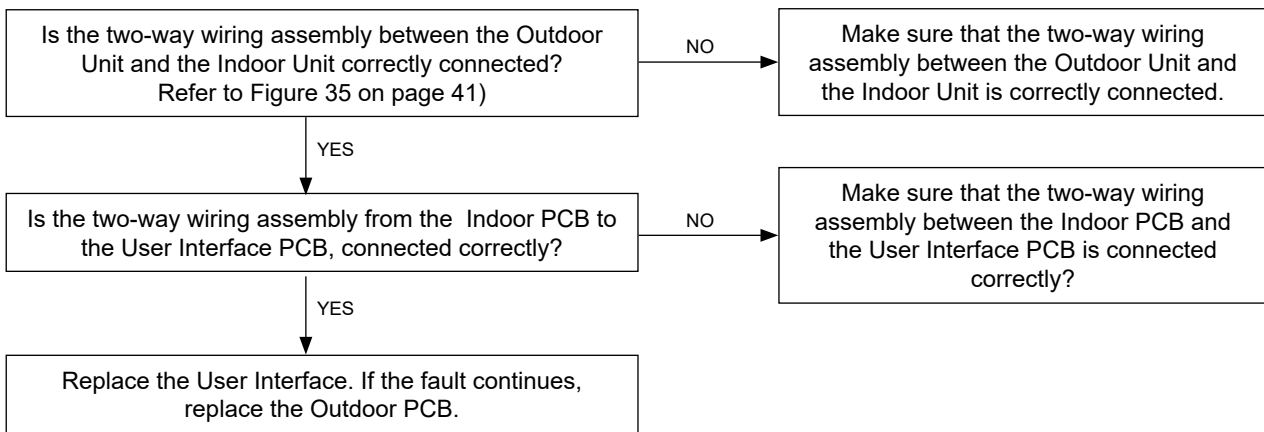 Is the two-way wiring assembly between the Outdoor
Unit and the Indoor Unit correctly connected?
Refer to Figure 35 on page 41)
NO
Make sure that the two-way wiring
assembly between the Outdoor Unit and
the Indoor Unit is correctly connected.
YES
Is the two-way wiring assembly from the Indoor PCB to
the User Interface PCB, connected correctly?
NO
Make sure that the two-way wiring
assembly between the Indoor PCB and
the User Interface PCB is connected
correctly?
YES
Replace the User Interface. If the fault continues,
replace the Outdoor PCB.